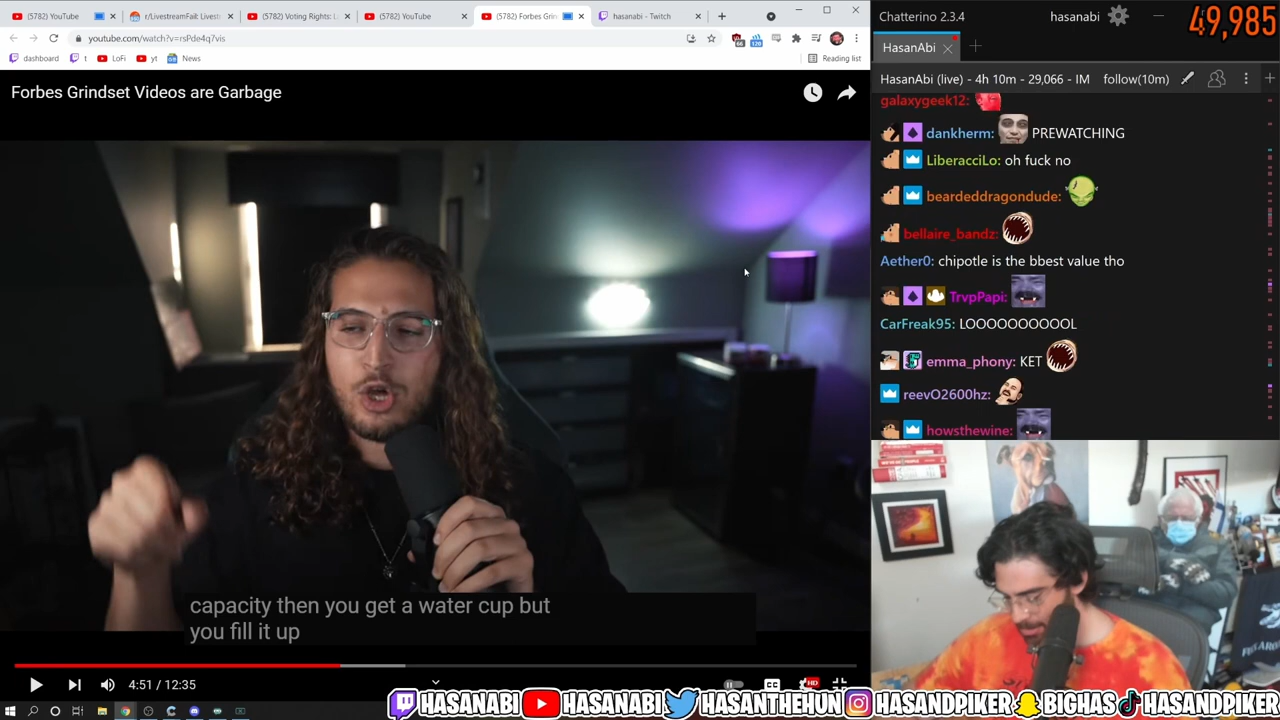 (5782) YouTube
r/LivestreamFail: Livest
(5782) Voting Rights: L
(5782) YouTube
(5782) Forbes Grin
hasanabi - Twitch
youtube.com/watch?v=rsPde4q7vis
dashboard
t
LoFi
yt
News
Reading list
Forbes Grindset Videos are Garbage
capacity then you get a water cup but
you fill it up
4:51 / 12:35
CC
HD
Chatterino 2.3.4
hasanabi
49,985
HasanAbi
HasanAbi (live) - 4h 10m - 29,066 - IM
follow(10m)
galaxygeek12:
dankherm: PREWATCHING
LiberacciLo: oh fuck no
beardeddragondude:
bellaire_bandz:
Aether0: chipotle is the bbest value tho
TrvpPapi:
CarFreak95: LOOOOOOOOOOL
emma_phony: KET
reevO2600hz:
howsthewine:
HASANABI HASANABI HASANTHEHUN HASANDPIKER BIGHAS HASANDPIKER